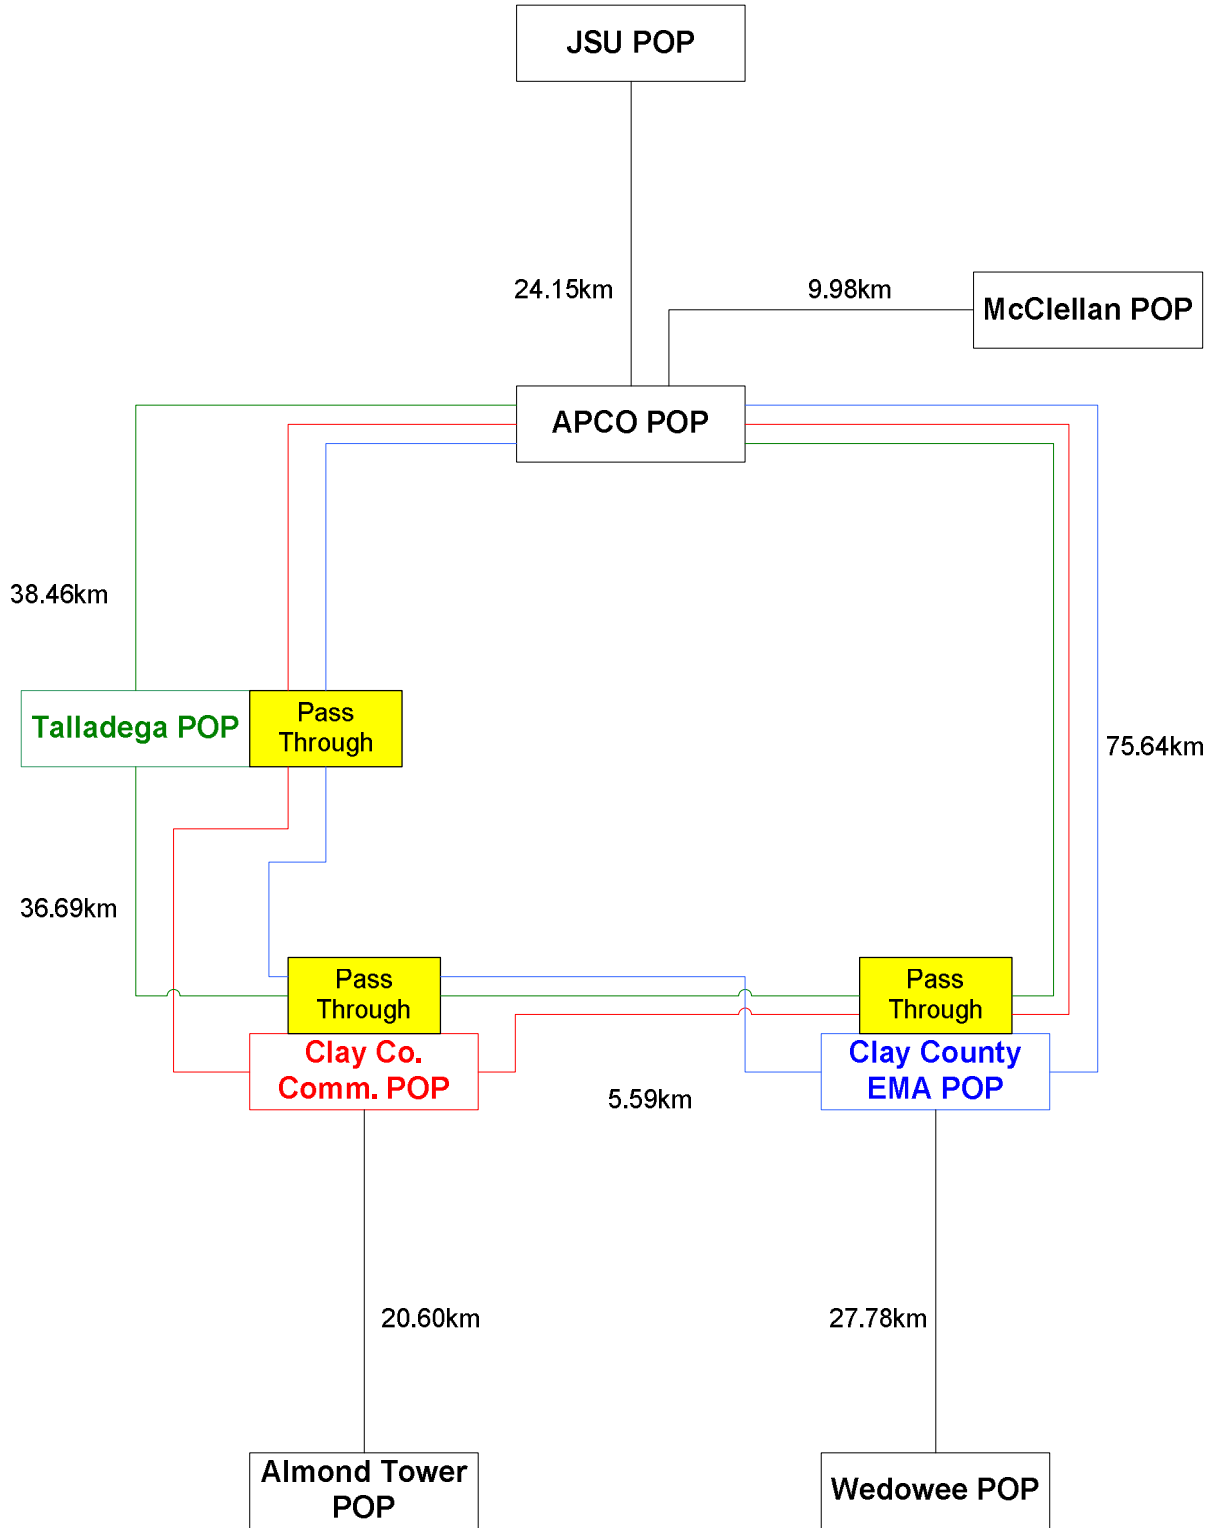 JSU POP
24.15km
9.98km
McClellan POP
APCO POP
38.46km
Talladega POP
Pass
Through
75.64km
36.69km
Pass
Through
Pass
Through
Clay Co.
Comm. POP
Clay County
EMA POP
5.59km
20.60km
27.78km
Almond Tower
POP
Wedowee POP